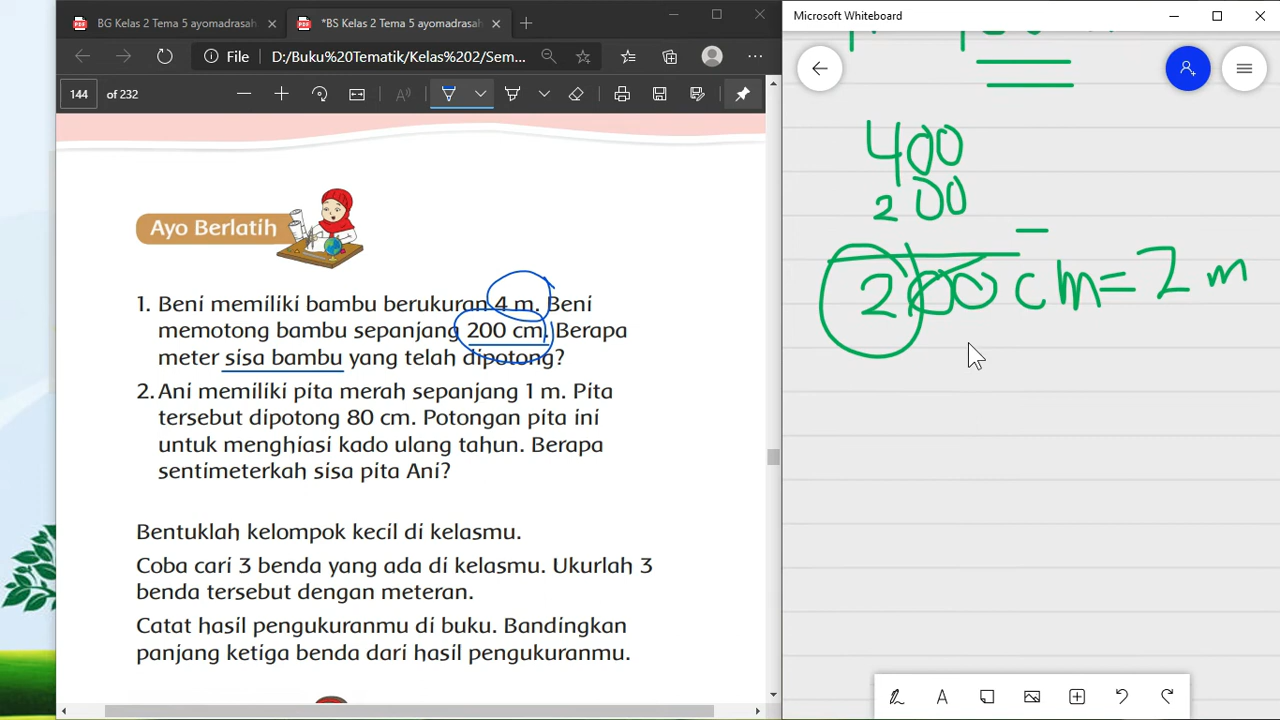 BG Kelas 2 Tema 5 ayomadrasah
*BS Kelas 2 Tema 5 ayomadrasah
Microsoft Whiteboard
File
D:/Buku%20Tematik/Kelas%202/Sem...
144
of 232
Ayo Berlatih
1. Beni memiliki bambu berukuran 4 m. Beni
memotong bambu sepanjang 200 cm. Berapa
meter sisa bambu yang telah dipotong?
2. Ani memiliki pita merah sepanjang 1 m. Pita
tersebut dipotong 80 cm. Potongan pita ini
untuk menghiasi kado ulang tahun. Berapa
sentimeterkah sisa pita Ani?
Bentuklah kelompok kecil di kelasmu.
Coba cari 3 benda yang ada di kelasmu. Ukurlah 3
benda tersebut dengan meteran.
Catat hasil pengukuranmu di buku. Bandingkan
panjang ketiga benda dari hasil pengukuranmu.
400
200
200 cm = 2 m